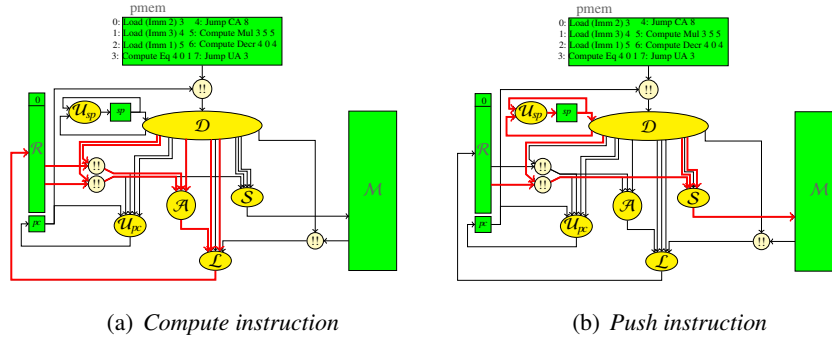 pmem
0: Load (Imm 2) 3 4: Jump CA 8
1: Load (Imm 3) 4 5: Compute Mul 3 5 5
2: Load (Imm 1) 5 6: Compute Decr 4 0 4
3: Compute Eq 4 0 1 7: Jump UA 3
!!
0
𝒰sp
sp
𝒟
ℛ
!!
!!
𝒜
𝒮
ℳ
pc
𝒰pc
!!
ℒ
(a) Compute instruction
pmem
0: Load (Imm 2) 3 4: Jump CA 8
1: Load (Imm 3) 4 5: Compute Mul 3 5 5
2: Load (Imm 1) 5 6: Compute Decr 4 0 4
3: Compute Eq 4 0 1 7: Jump UA 3
!!
0
𝒰sp
sp
𝒟
ℛ
!!
!!
𝒜
𝒮
ℳ
pc
𝒰pc
!!
ℒ
(b) Push instruction